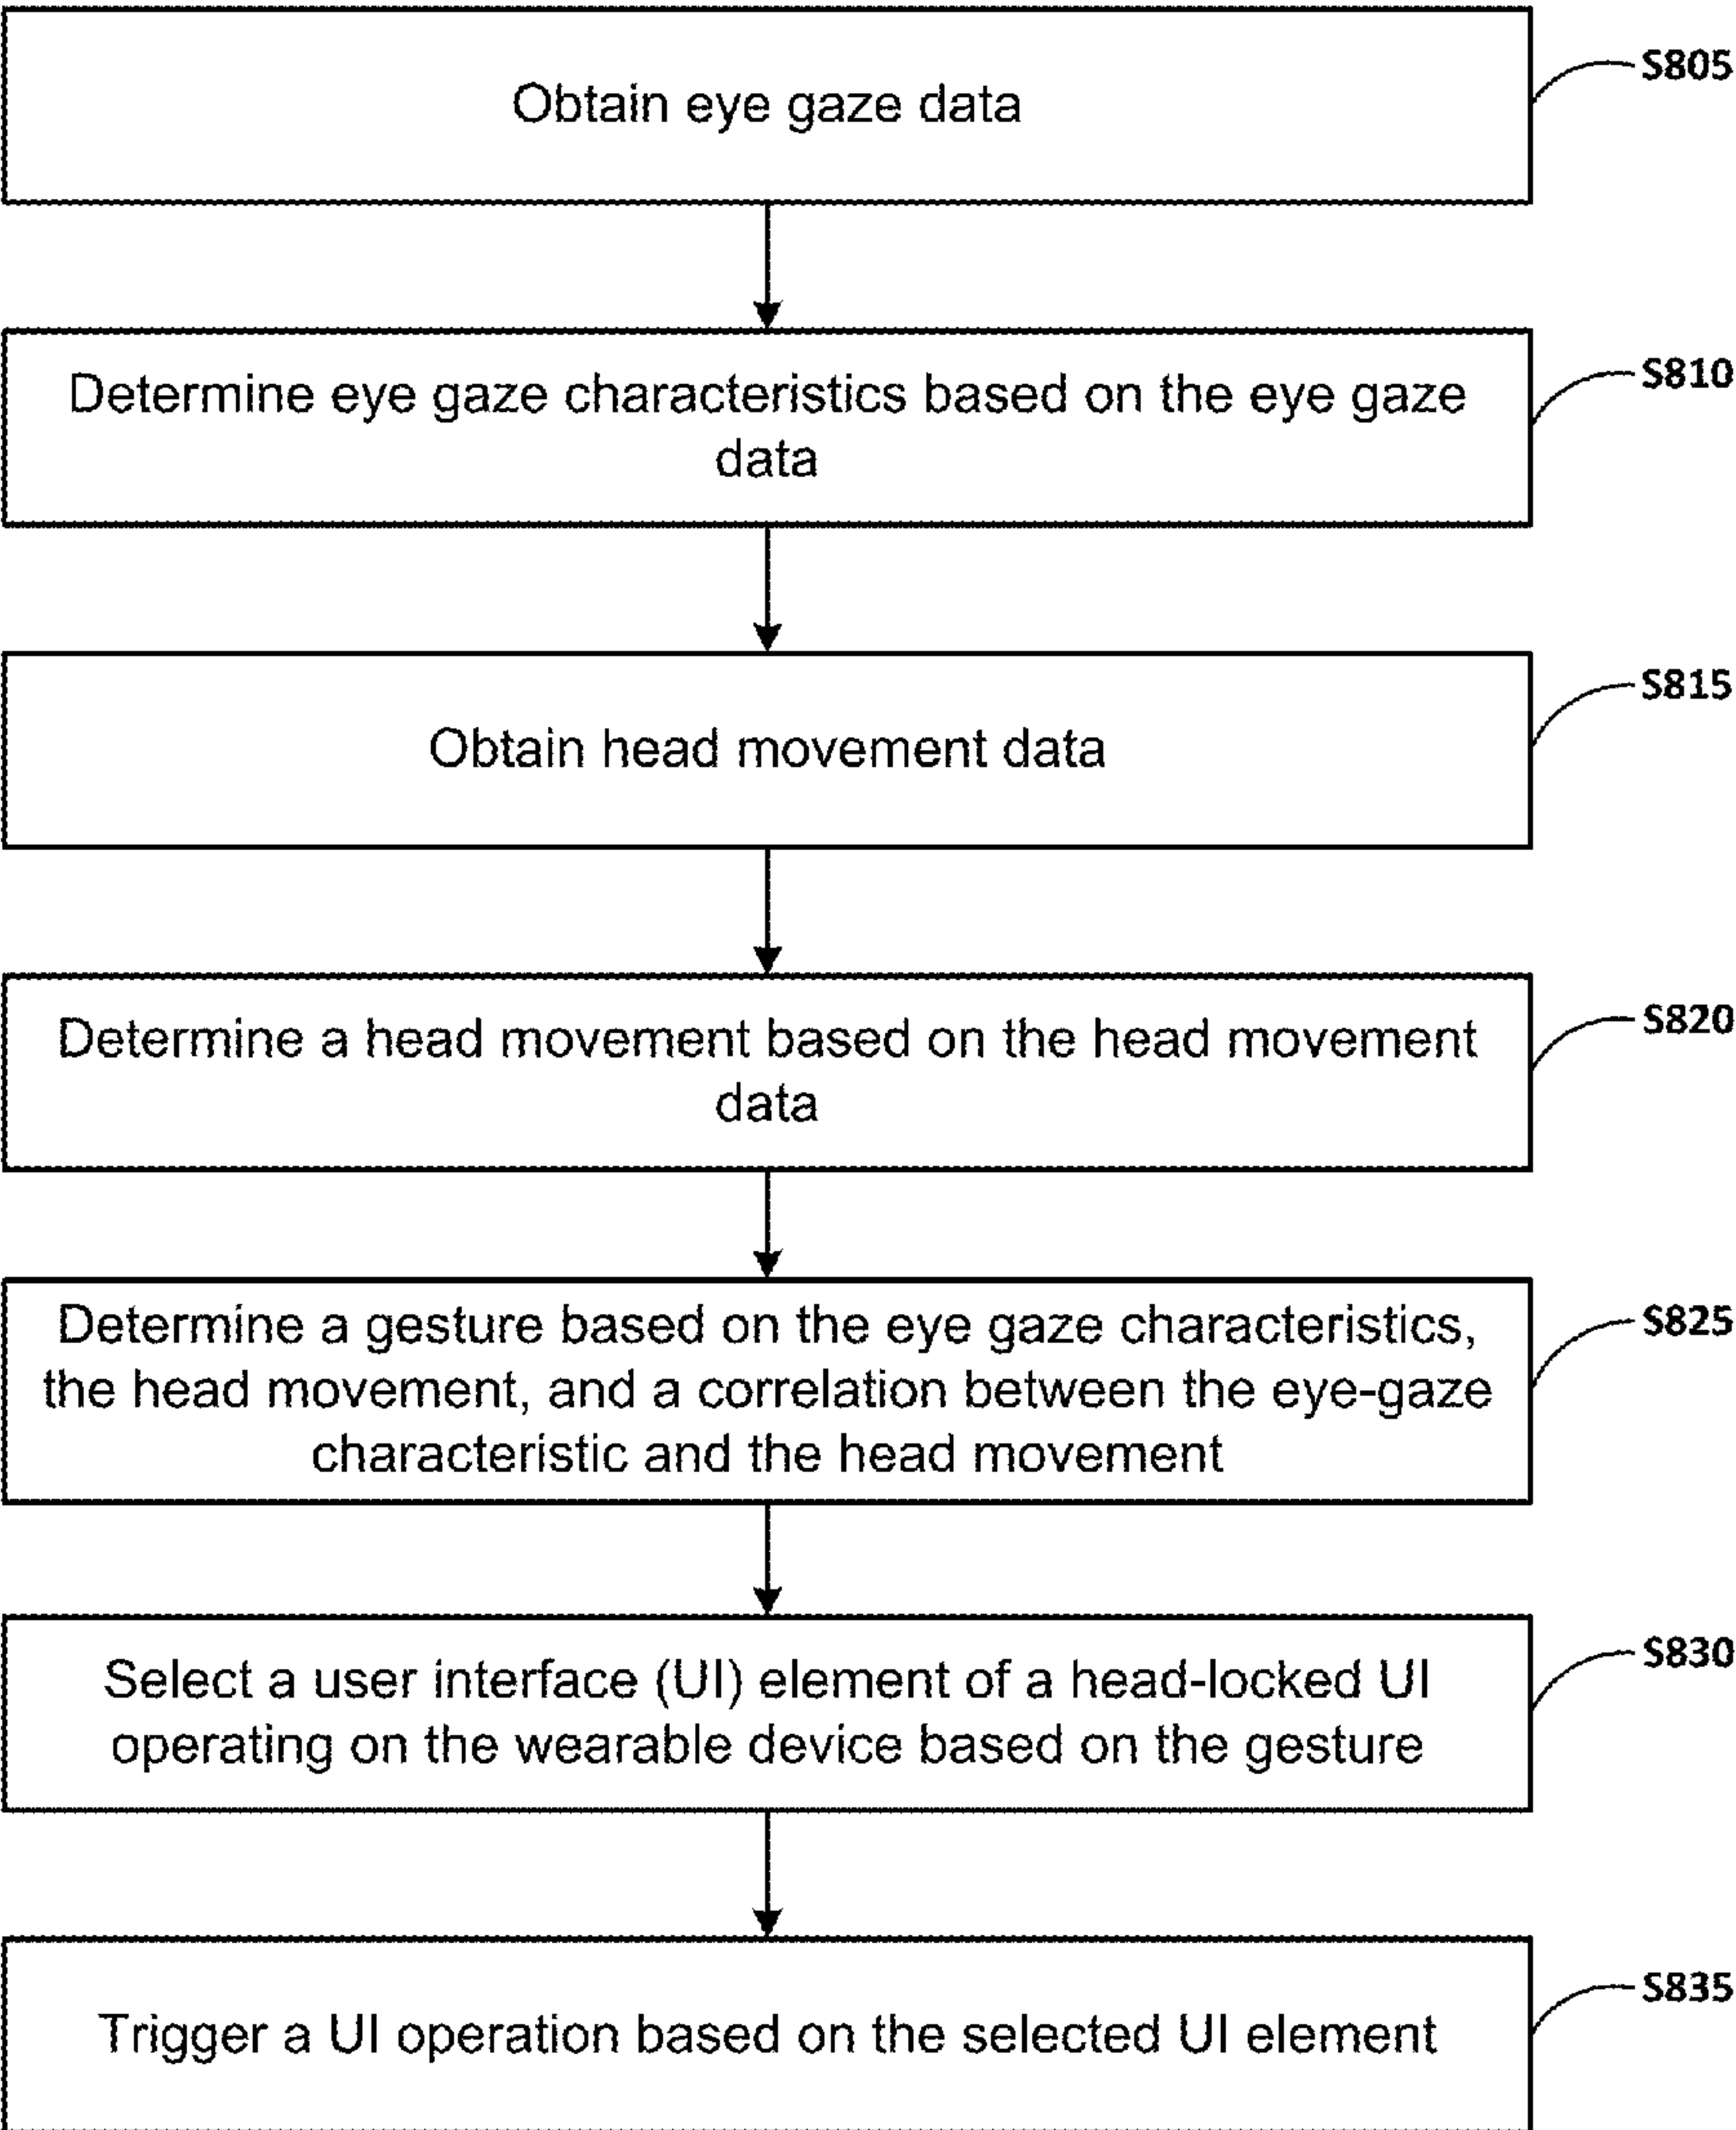 Obtain eye gaze data
S805
Determine eye gaze characteristics based on the eye gaze
data
S810
Obtain head movement data
S815
Determine a head movement based on the head movement
data
S820
Determine a gesture based on the eye gaze characteristics,
the head movement, and a correlation between the eye-gaze
characteristic and the head movement
S825
Select a user interface (UI) element of a head-locked UI
operating on the wearable device based on the gesture
S830
Trigger a UI operation based on the selected UI element
S835